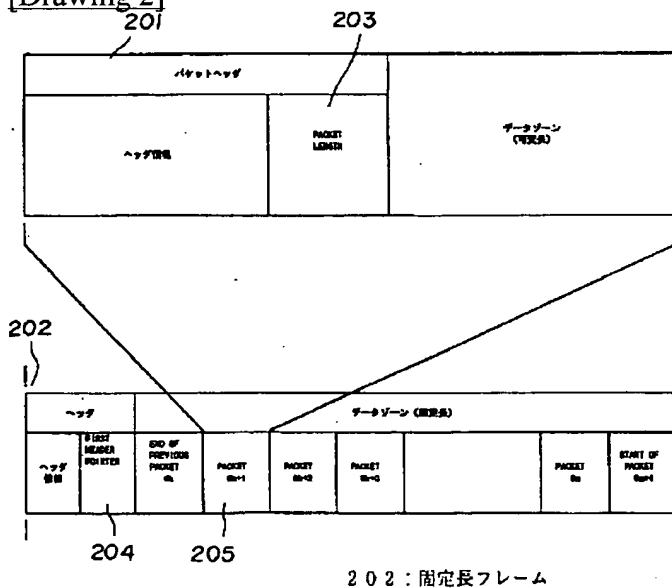 [Drawing 2]
201
203
パケットヘッダ
ヘッダ情報
PACKET
LENGTH
データゾーン
(可変長)
202
ヘッダ
データゾーン (固定長)
ヘッダ
情報
FIRST
HEADER
POINTER
END OF
PREVIOUS
PACKET
PACKET
PACKET
PACKET
PACKET
START OF
PACKET
204
205
202:固定長フレーム